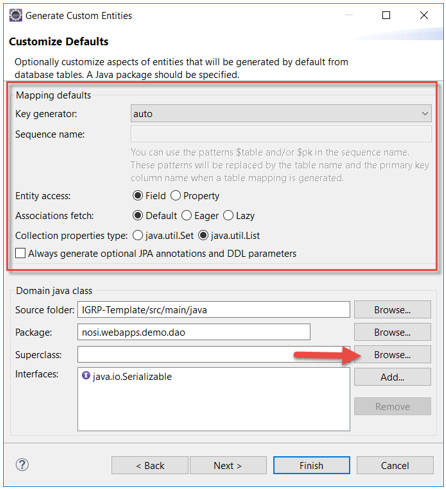 Generate Custom Entities
Customize Defaults
Optionally customize aspects of entities that will be generated by default from
database tables. A Java package should be specified.
Mapping defaults
Key generator: auto
Sequence name:
You can use the patterns $table and/or $pk in the sequence name.
These patterns will be replaced by the table name and the primary key
column name when a table mapping is generated.
Entity access: Field Property
Associations fetch: Default Eager Lazy
Collection properties type: java.util.Set java.util.List
Always generate optional JPA annotations and DDL parameters
Domain java class
Source folder: IGRP-Template/src/main/java Browse...
Package: nosi.webapps.demo.dao Browse...
Superclass: Browse...
Interfaces: java.io.Serializable Add...
Remove
? < Back Next > Finish Cancel